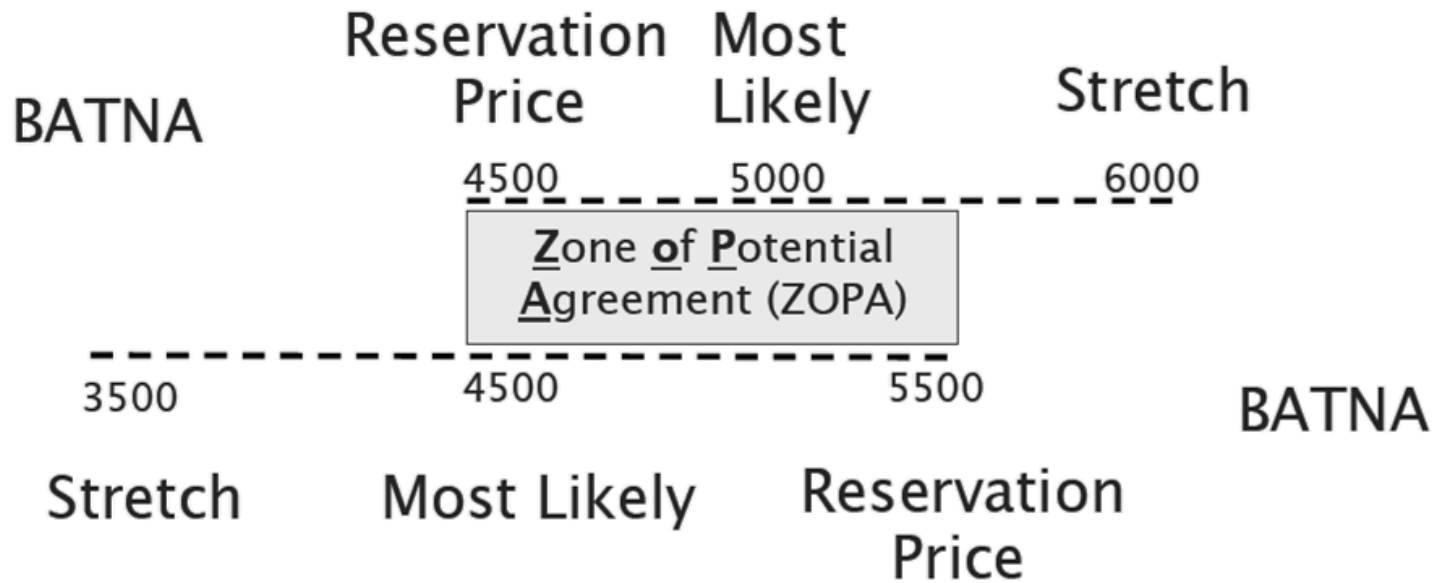 BATNA
Reservation
Price
Most
Likely
Stretch
4500
5000
6000
Zone of Potential
Agreement (ZOPA)
3500
4500
5500
BATNA
Stretch
Most Likely
Reservation
Price